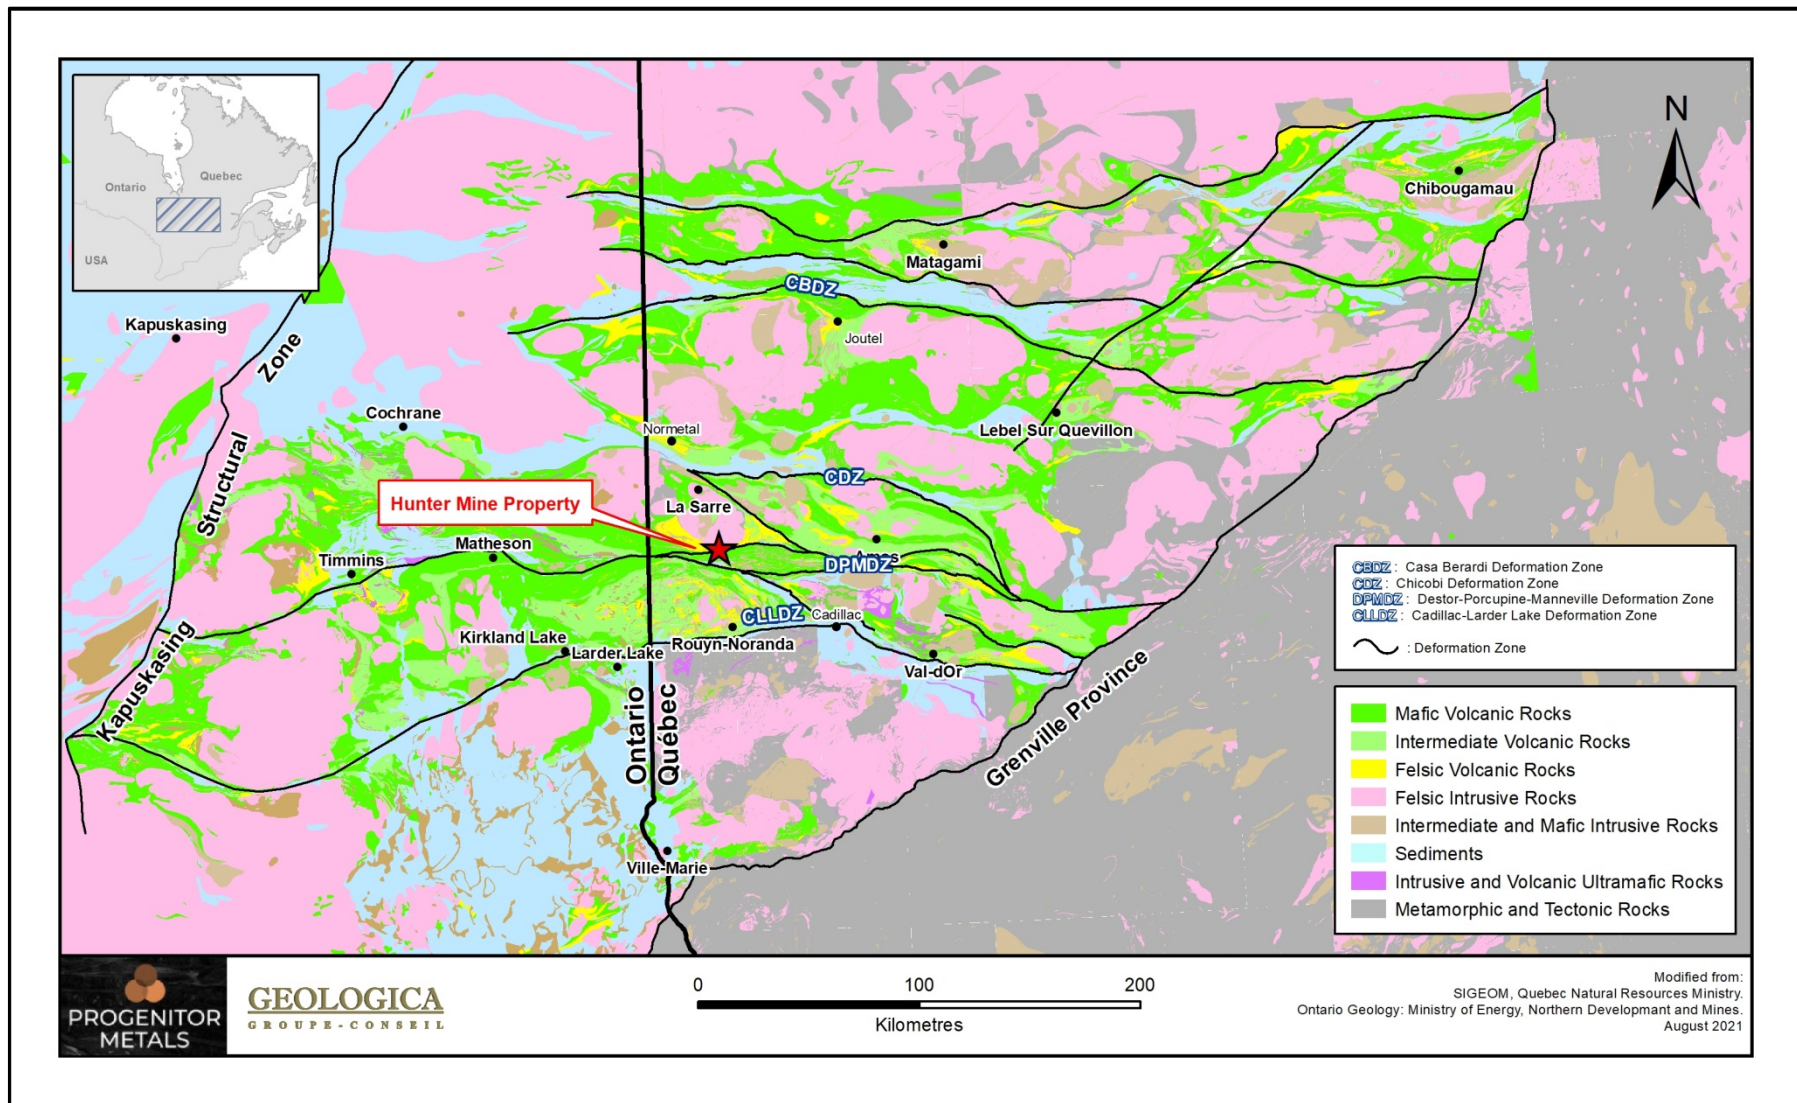 Ontario
Quebec
USA
N
Chibougamau
Matagami
CBDZ
Kapuskasing
Joutel
Zone
Cochrane
Normetal
Lebel Sur Quevillon
Structural
CDZ
Hunter Mine Property
La Sarre
Matheson
Amos
Timmins
DPMDZ
CLLDZ
Cadillac
Kirkland Lake
Rouyn-Noranda
Larder Lake
Val-dOr
Kapuskasing
Ontario
Québec
Grenville Province
Ville-Marie
CBDZ : Casa Berardi Deformation Zone
CDZ : Chicobi Deformation Zone
DPMDZ : Destor-Porcupine-Manneville Deformation Zone
CLLDZ : Cadillac-Larder Lake Deformation Zone
: Deformation Zone
Mafic Volcanic Rocks
Intermediate Volcanic Rocks
Felsic Volcanic Rocks
Felsic Intrusive Rocks
Intermediate and Mafic Intrusive Rocks
Sediments
Intrusive and Volcanic Ultramafic Rocks
Metamorphic and Tectonic Rocks
PROGENITOR
METALS
GEOLOGICA
GROUPE-CONSEIL
0 100 200
Kilometres
Modified from:
SIGEOM, Quebec Natural Resources Ministry.
Ontario Geology: Ministry of Energy, Northern Development and Mines.
August 2021